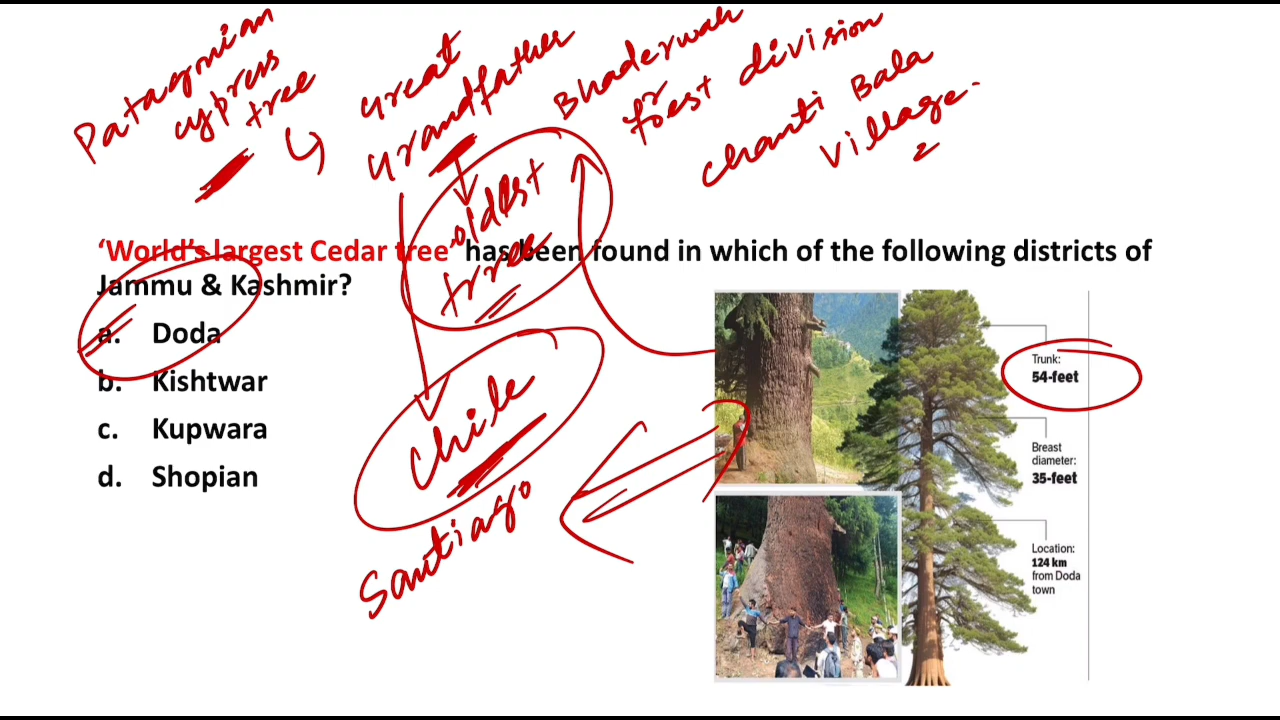 Patagonian
cypress
tree
Great
Grandfather
oldest
tree
Bhaderwah
forest division
Chanti Bala
Village.
‘World’s largest Cedar tree’ has been found in which of the following districts of
Jammu & Kashmir?
a. Doda
b. Kishtwar
c. Kupwara
d. Shopian
Chile
Santiago
Trunk:
54-feet
Breast
diameter:
35-feet
Location:
124 km
from Doda
town